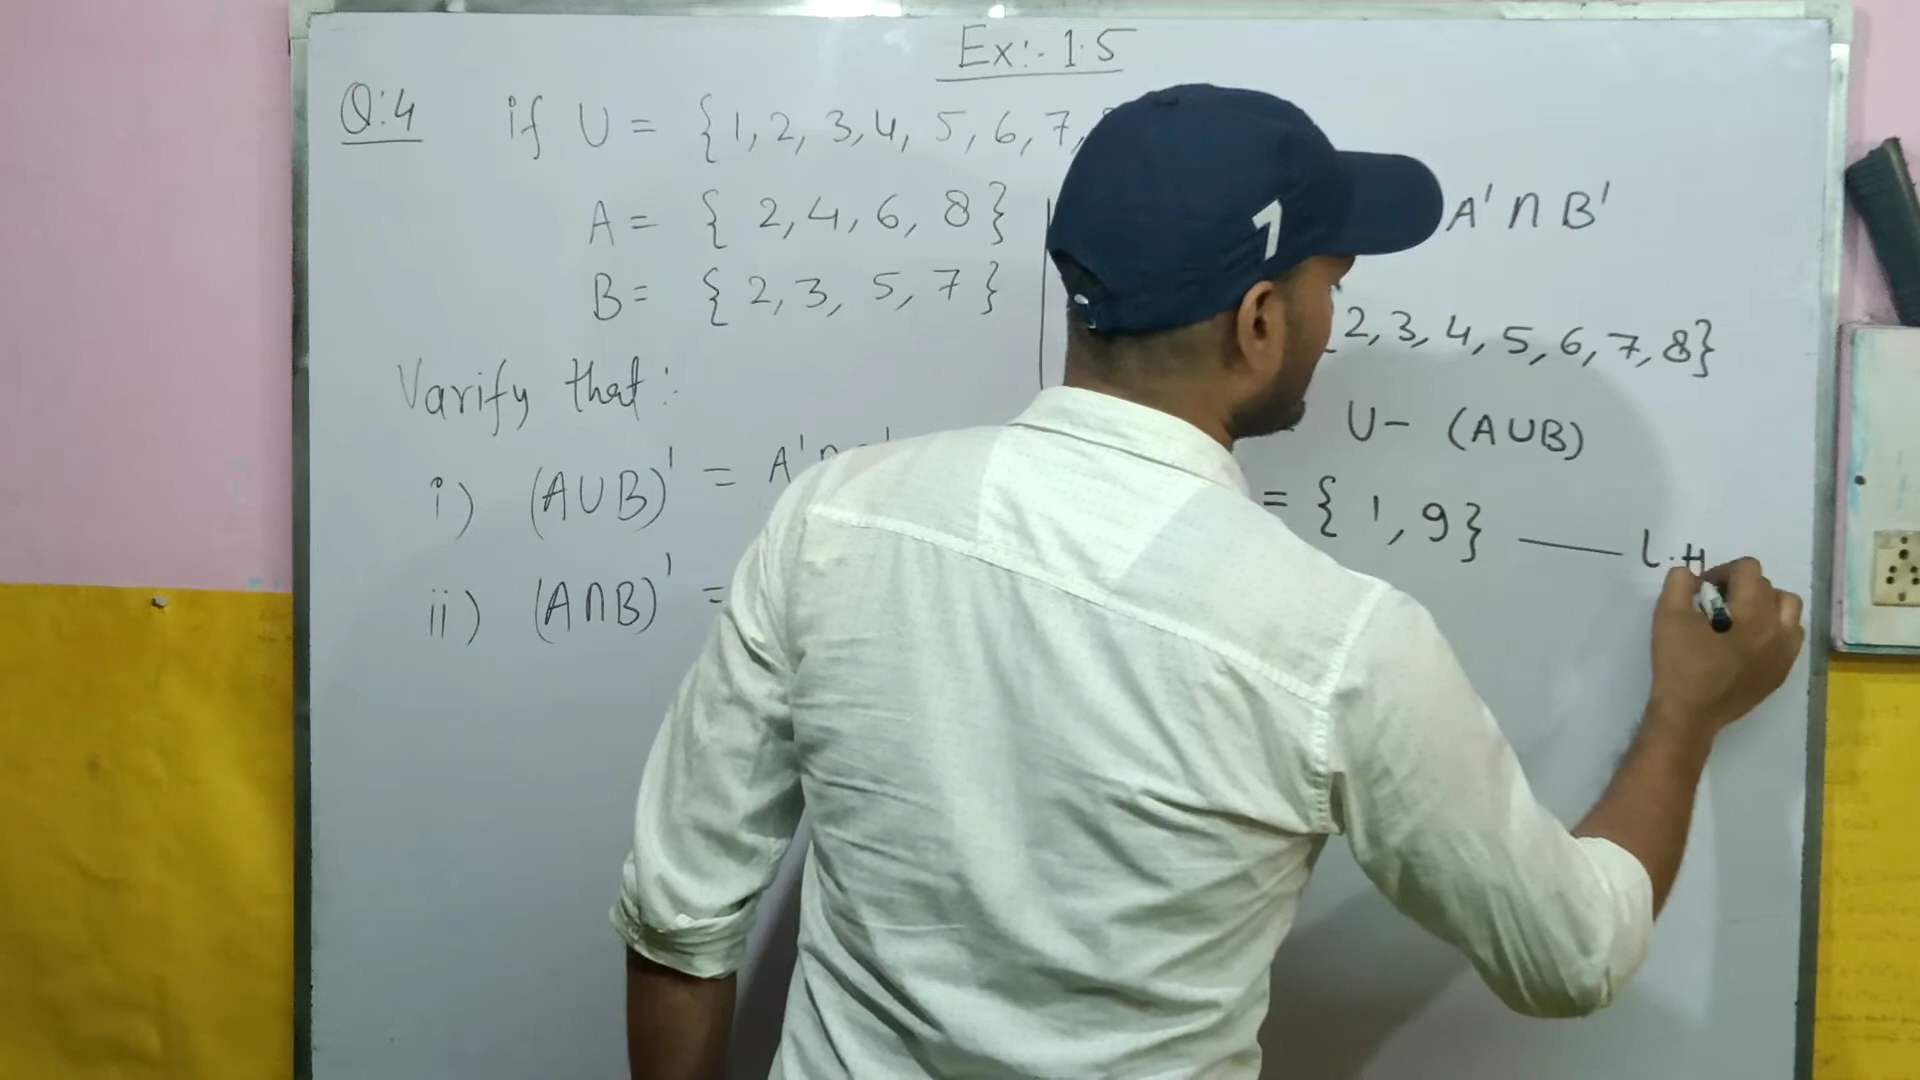 Ex:- 1.5
Q:4 if U = {1, 2, 3, 4, 5, 6, 7,
A = { 2, 4, 6, 8}
B = { 2, 3, 5, 7}
Varify that :
i) (A∪B)' = A'∩
ii) (A∩B)' =
A' ∩ B'
2, 3, 4, 5, 6, 7, 8}
U - (A∪B)
= { 1, 9} — L.H
7